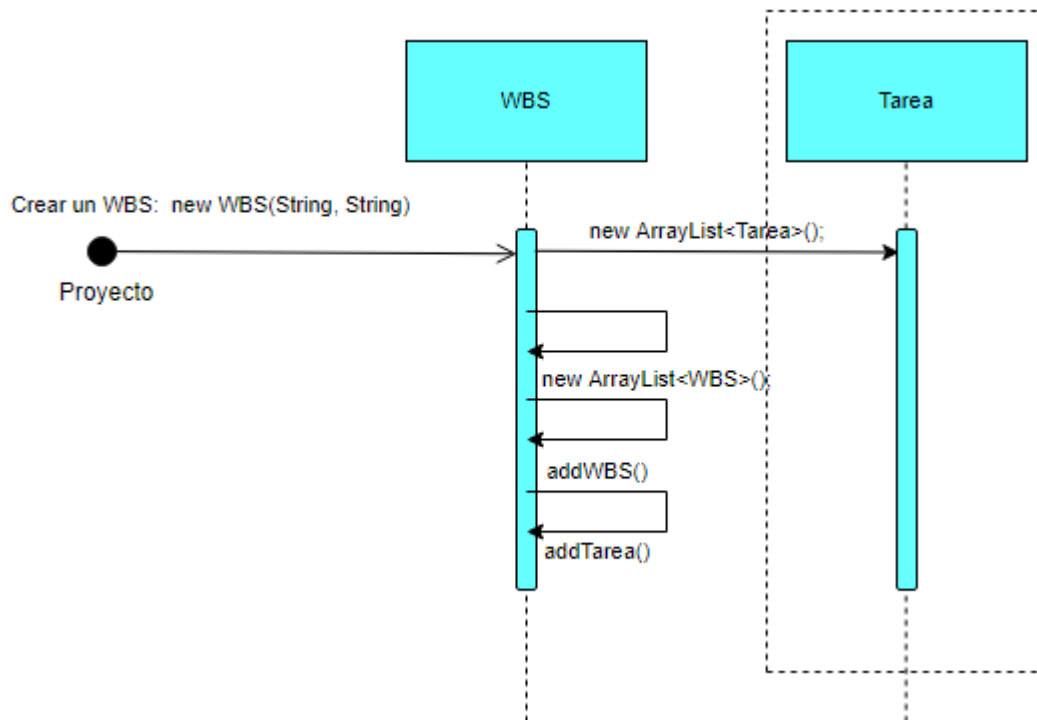 WBS
Tarea
Crear un WBS:  new WBS(String, String)
new ArrayList<Tarea>();
Proyecto
new ArrayList<WBS>();
addWBS()
addTarea()